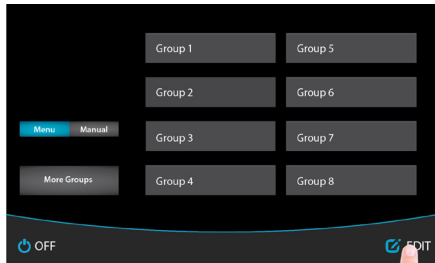 Group 1 Group 5
Group 2 Group 6
Menu Manual
Group 3 Group 7
More Groups
Group 4 Group 8
OFF EDIT